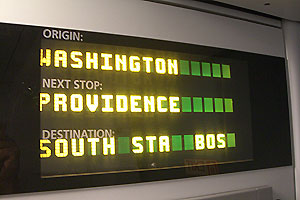 ORIGIN:
WASHINGTON
NEXT STOP:
PROVIDENCE
DESTINATION:
SOUTH STA BOS